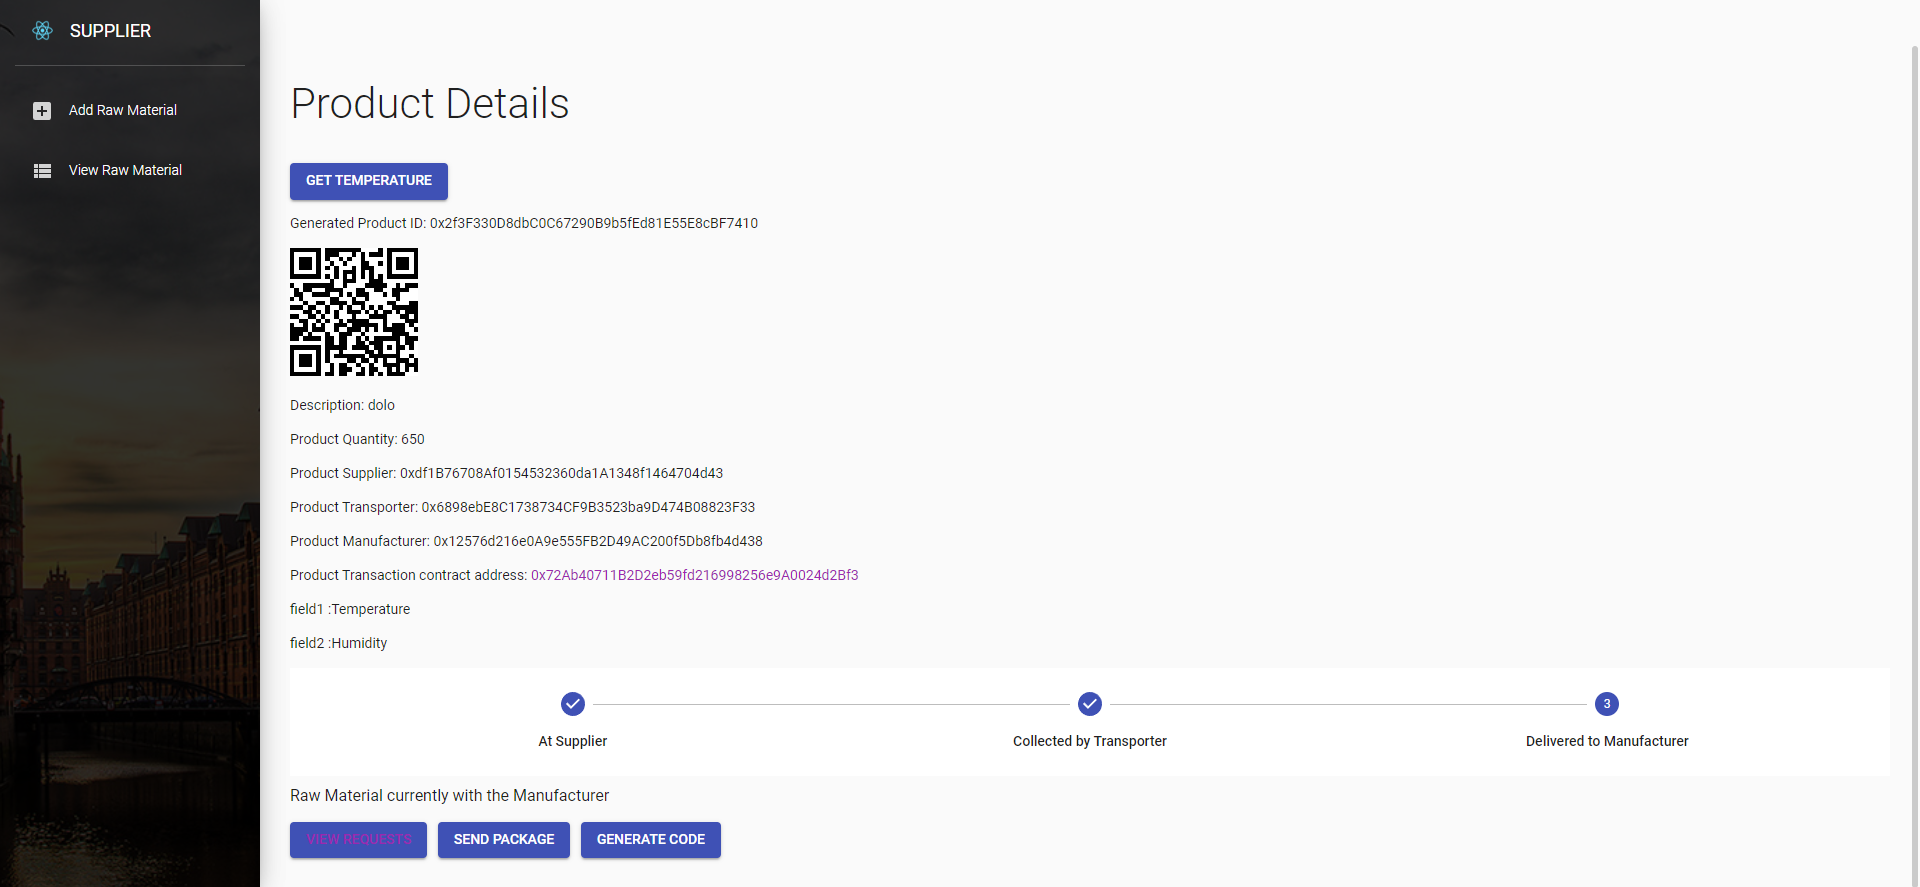 SUPPLIER
Add Raw Material
View Raw Material
Product Details
GET TEMPERATURE
Generated Product ID: 0x2f3F330D8dbC0C67290B9b5fEd81E55E8cBF7410
Description: dolo
Product Quantity: 650
Product Supplier: 0xdf1B76708Af0154532360da1A1348f1464704d43
Product Transporter: 0x6898ebE8C1738734CF9B3523ba9D474B08823F33
Product Manufacturer: 0x12576d216e0A9e555FB2D49AC200f5Db8fb4d438
Product Transaction contract address: 0x72Ab40711B2D2eb59fd216998256e9A0024d2Bf3
field1 :Temperature
field2 :Humidity
3
At Supplier
Collected by Transporter
Delivered to Manufacturer
Raw Material currently with the Manufacturer
VIEW REQUESTS
SEND PACKAGE
GENERATE CODE